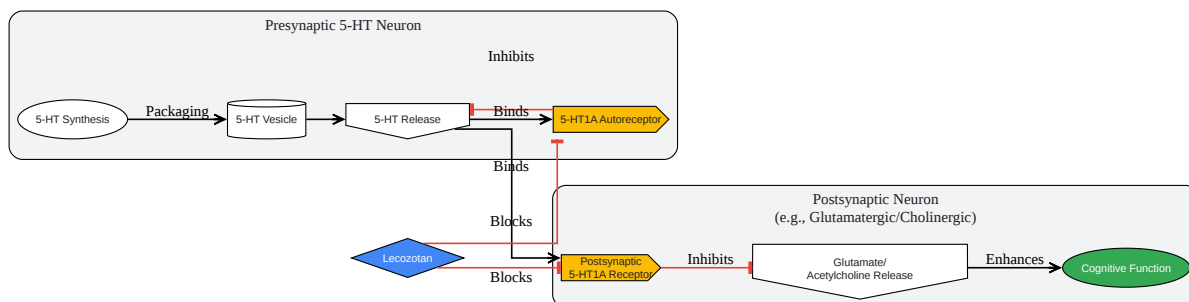 Presynaptic 5-HT Neuron
Inhibits
5-HT Synthesis
Packaging
5-HT Vesicle
5-HT Release
Binds
5-HT1A Autoreceptor
Binds
Postsynaptic Neuron
(e.g., Glutamatergic/Cholinergic)
Blocks
Lecozotan
Blocks
Postsynaptic
5-HT1A Receptor
Inhibits
Glutamate/
Acetylcholine Release
Enhances
Cognitive Function